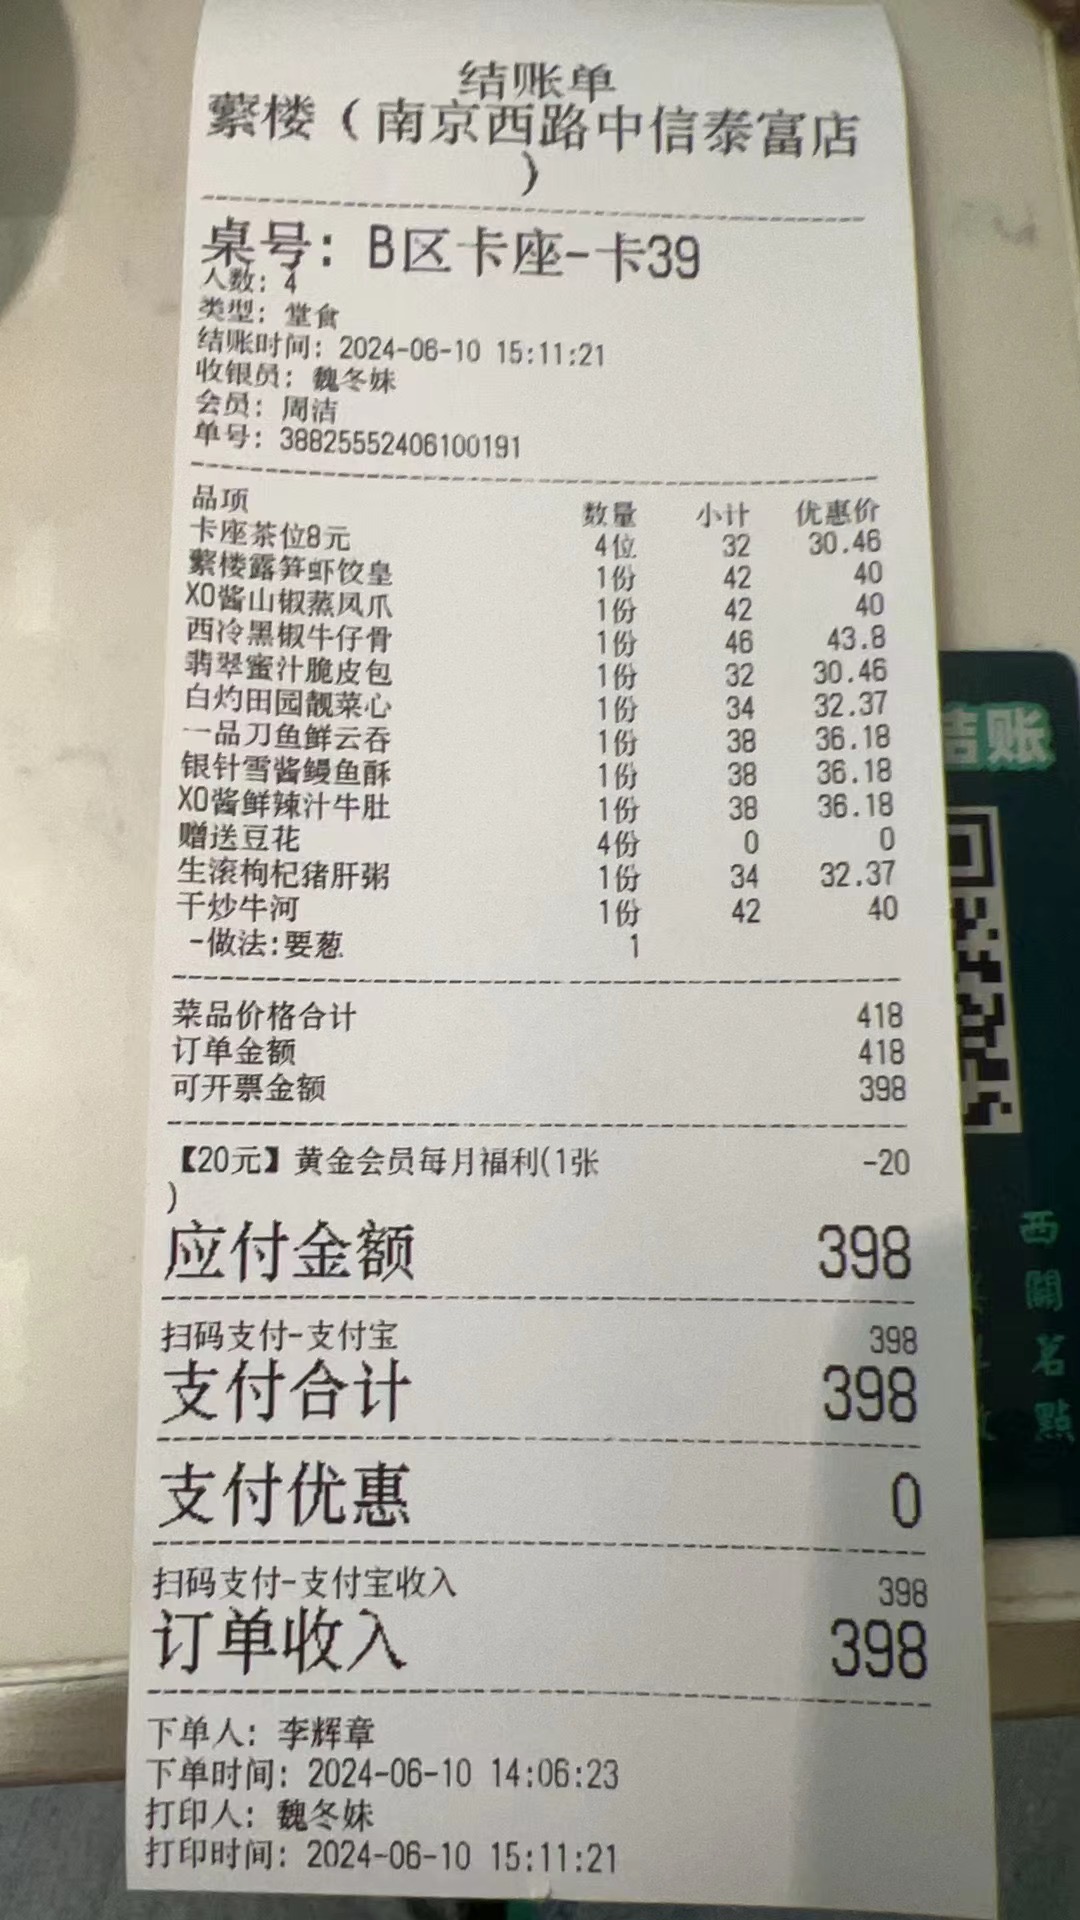 结账单
蘩楼（南京西路中信泰富店
）
桌号：B区卡座-卡39
人数：4
类型：堂食
结账时间：2024-06-10 15:11:21
收银员：魏冬妹
会员：周洁
单号：38825552406100191
品项 数量 小计 优惠价
卡座茶位8元 4位 32 30.46
蘩楼露笋虾饺皇 1份 42 40
XO酱山椒蒸凤爪 1份 42 40
西冷黑椒牛仔骨 1份 46 43.8
翡翠蜜汁脆皮包 1份 32 30.46
白灼田园靓菜心 1份 34 32.37
一品刀鱼鲜云吞 1份 38 36.18
银针雪酱鳗鱼酥 1份 38 36.18
XO酱鲜辣汁牛肚 1份 38 36.18
赠送豆花 4份 0 0
生滚枸杞猪肝粥 1份 34 32.37
干炒牛河 1份 42 40
-做法:要葱 1
菜品价格合计 418
订单金额 418
可开票金额 398
【20元】黄金会员每月福利(1张 -20
)
应付金额 398
扫码支付-支付宝 398
支付合计 398
支付优惠 0
扫码支付-支付宝收入 398
订单收入 398
下单人：李辉章
下单时间：2024-06-10 14:06:23
打印人：魏冬妹
打印时间：2024-06-10 15:11:21
结账
西關茗點